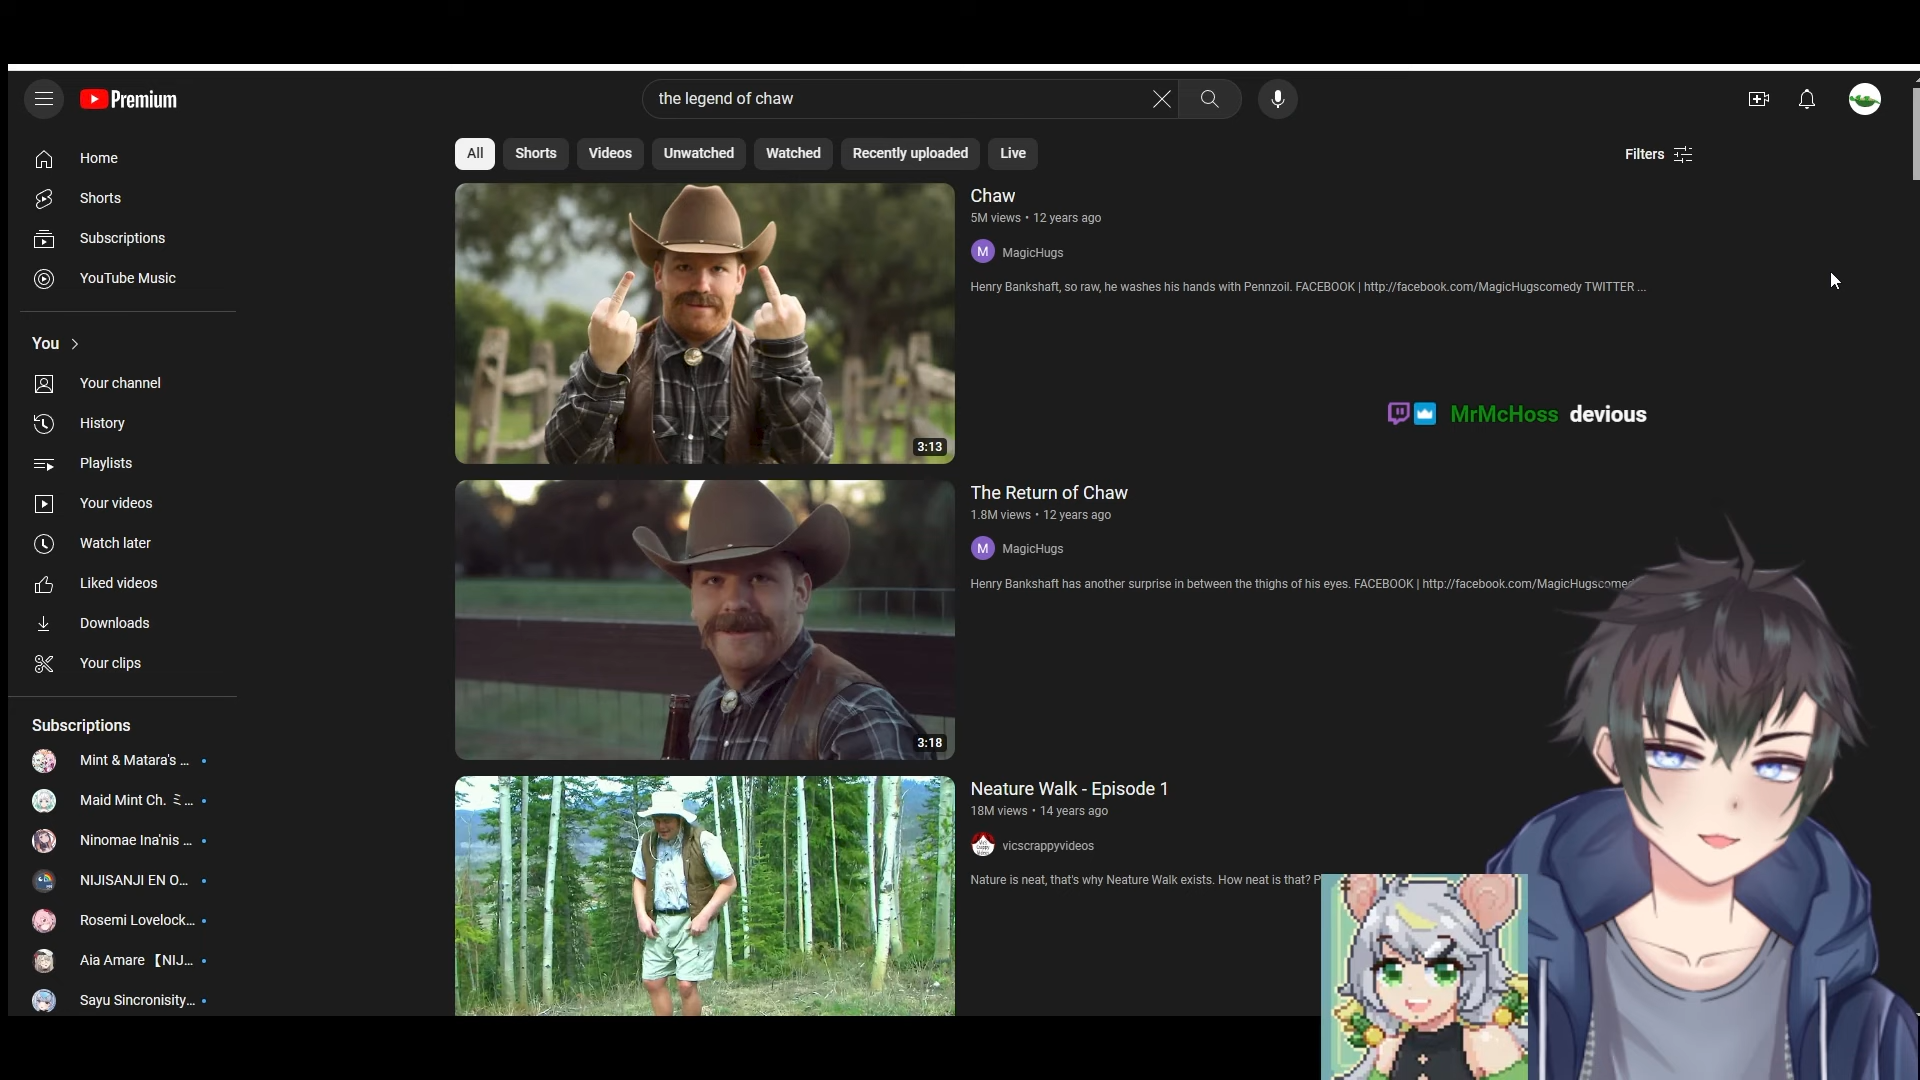 Premium
the legend of chaw
Home
Shorts
Subscriptions
YouTube Music
You
Your channel
History
Playlists
Your videos
Watch later
Liked videos
Downloads
Your clips
Subscriptions
Mint & Matara's ...
Maid Mint Ch. ミ...
Ninomae Ina'nis ...
NIJISANJI EN O...
Rosemi Lovelock...
Aia Amare 【NIJ...
Sayu Sincronisity...
All Shorts Videos Unwatched Watched Recently uploaded Live
Filters
3:13
Chaw
5M views • 12 years ago
M MagicHugs
Henry Bankshaft, so raw, he washes his hands with Pennzoil. FACEBOOK | http://facebook.com/MagicHugscomedy TWITTER ...
MrMcHoss devious
3:18
The Return of Chaw
1.8M views • 12 years ago
M MagicHugs
Henry Bankshaft has another surprise in between the thighs of his eyes. FACEBOOK | http://facebook.com/MagicHugscomed
Neature Walk - Episode 1
18M views • 14 years ago
vicscrappyvideos
Nature is neat, that's why Neature Walk exists. How neat is that? P